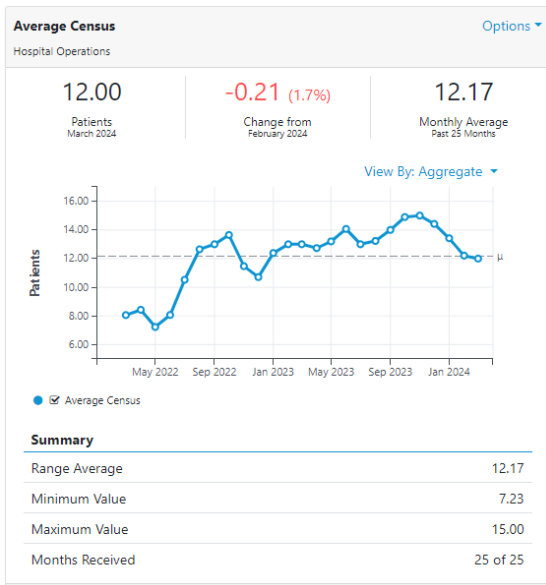 Average Census
Options
Hospital Operations
12.00
-0.21 (1.7%)
12.17
Patients
March 2024
Change from
February 2024
Monthly Average
Past 25 Months
View By: Aggregate
16.00
14.00
12.00
10.00
8.00
6.00
Patients
μ
May 2022 Sep 2022 Jan 2023 May 2023 Sep 2023 Jan 2024
Average Census
Summary
Range Average 12.17
Minimum Value 7.23
Maximum Value 15.00
Months Received 25 of 25